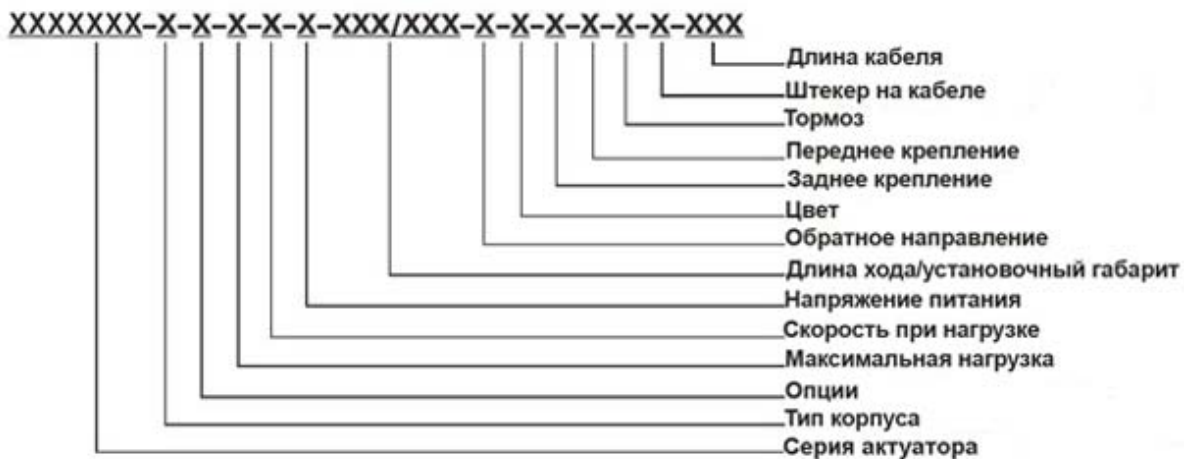 XXXXXXX-X-X-X-X-X-XXX/XXX-X-X-X-X-X-X-XXX
Длина кабеля
Штекер на кабеле
Тормоз
Переднее крепление
Заднее крепление
Цвет
Обратное направление
Длина хода/установочный габарит
Напряжение питания
Скорость при нагрузке
Максимальная нагрузка
Опции
Тип корпуса
Серия актуатора